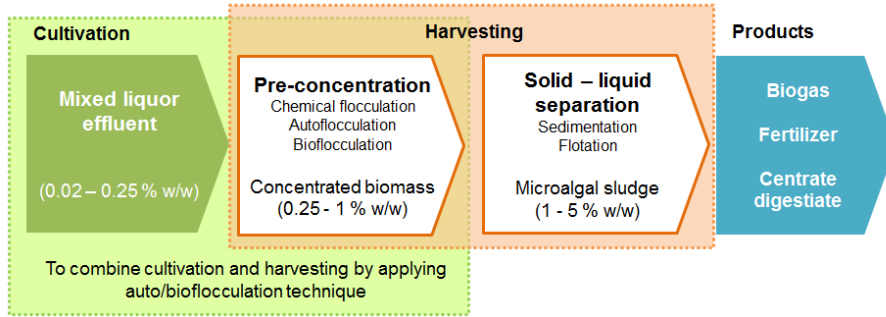 Cultivation
Harvesting
Products
Mixed liquor
effluent
(0.02 – 0.25 % w/w)
Pre-concentration
Chemical flocculation
Autoflocculation
Bioflocculation
Concentrated biomass
(0.25 - 1 % w/w)
Solid – liquid
separation
Sedimentation
Flotation
Microalgal sludge
(1 - 5 % w/w)
Biogas
Fertilizer
Centrate
digestiate
To combine cultivation and harvesting by applying
auto/bioflocculation technique